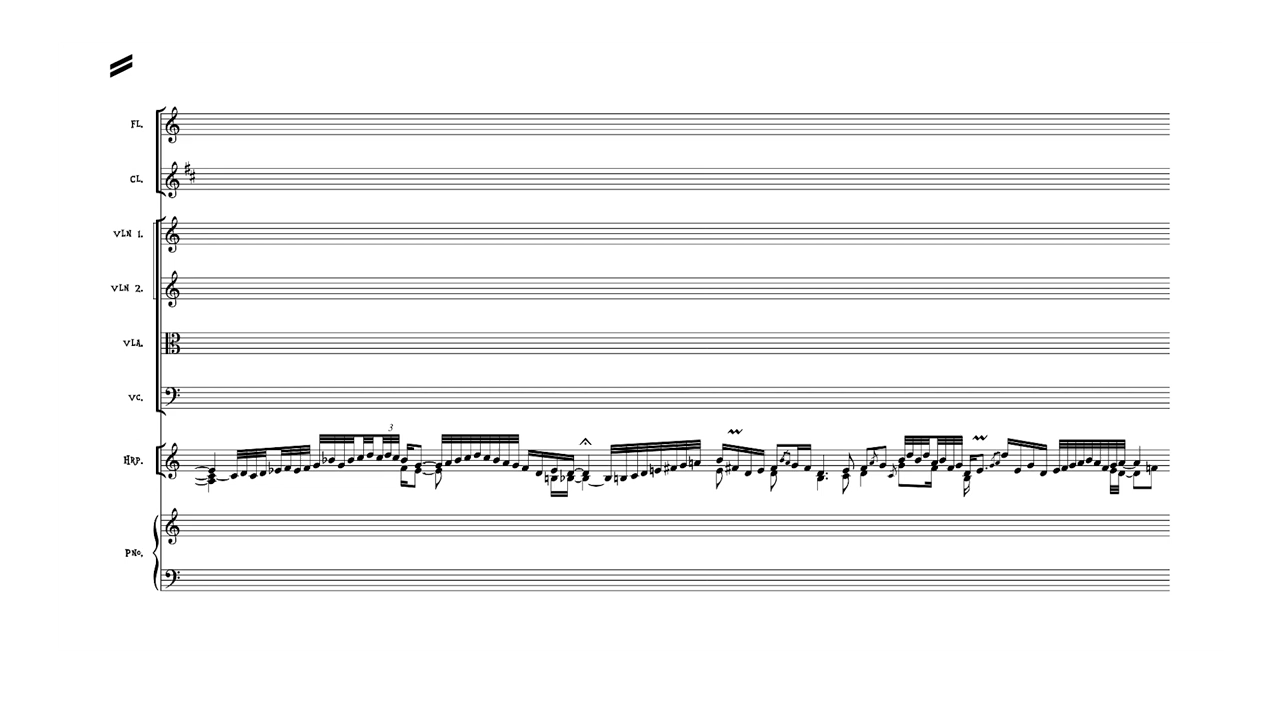 FL.
CL.
VLN 1.
VLN 2.
VLA.
VC.
3
HRP.
PNO.